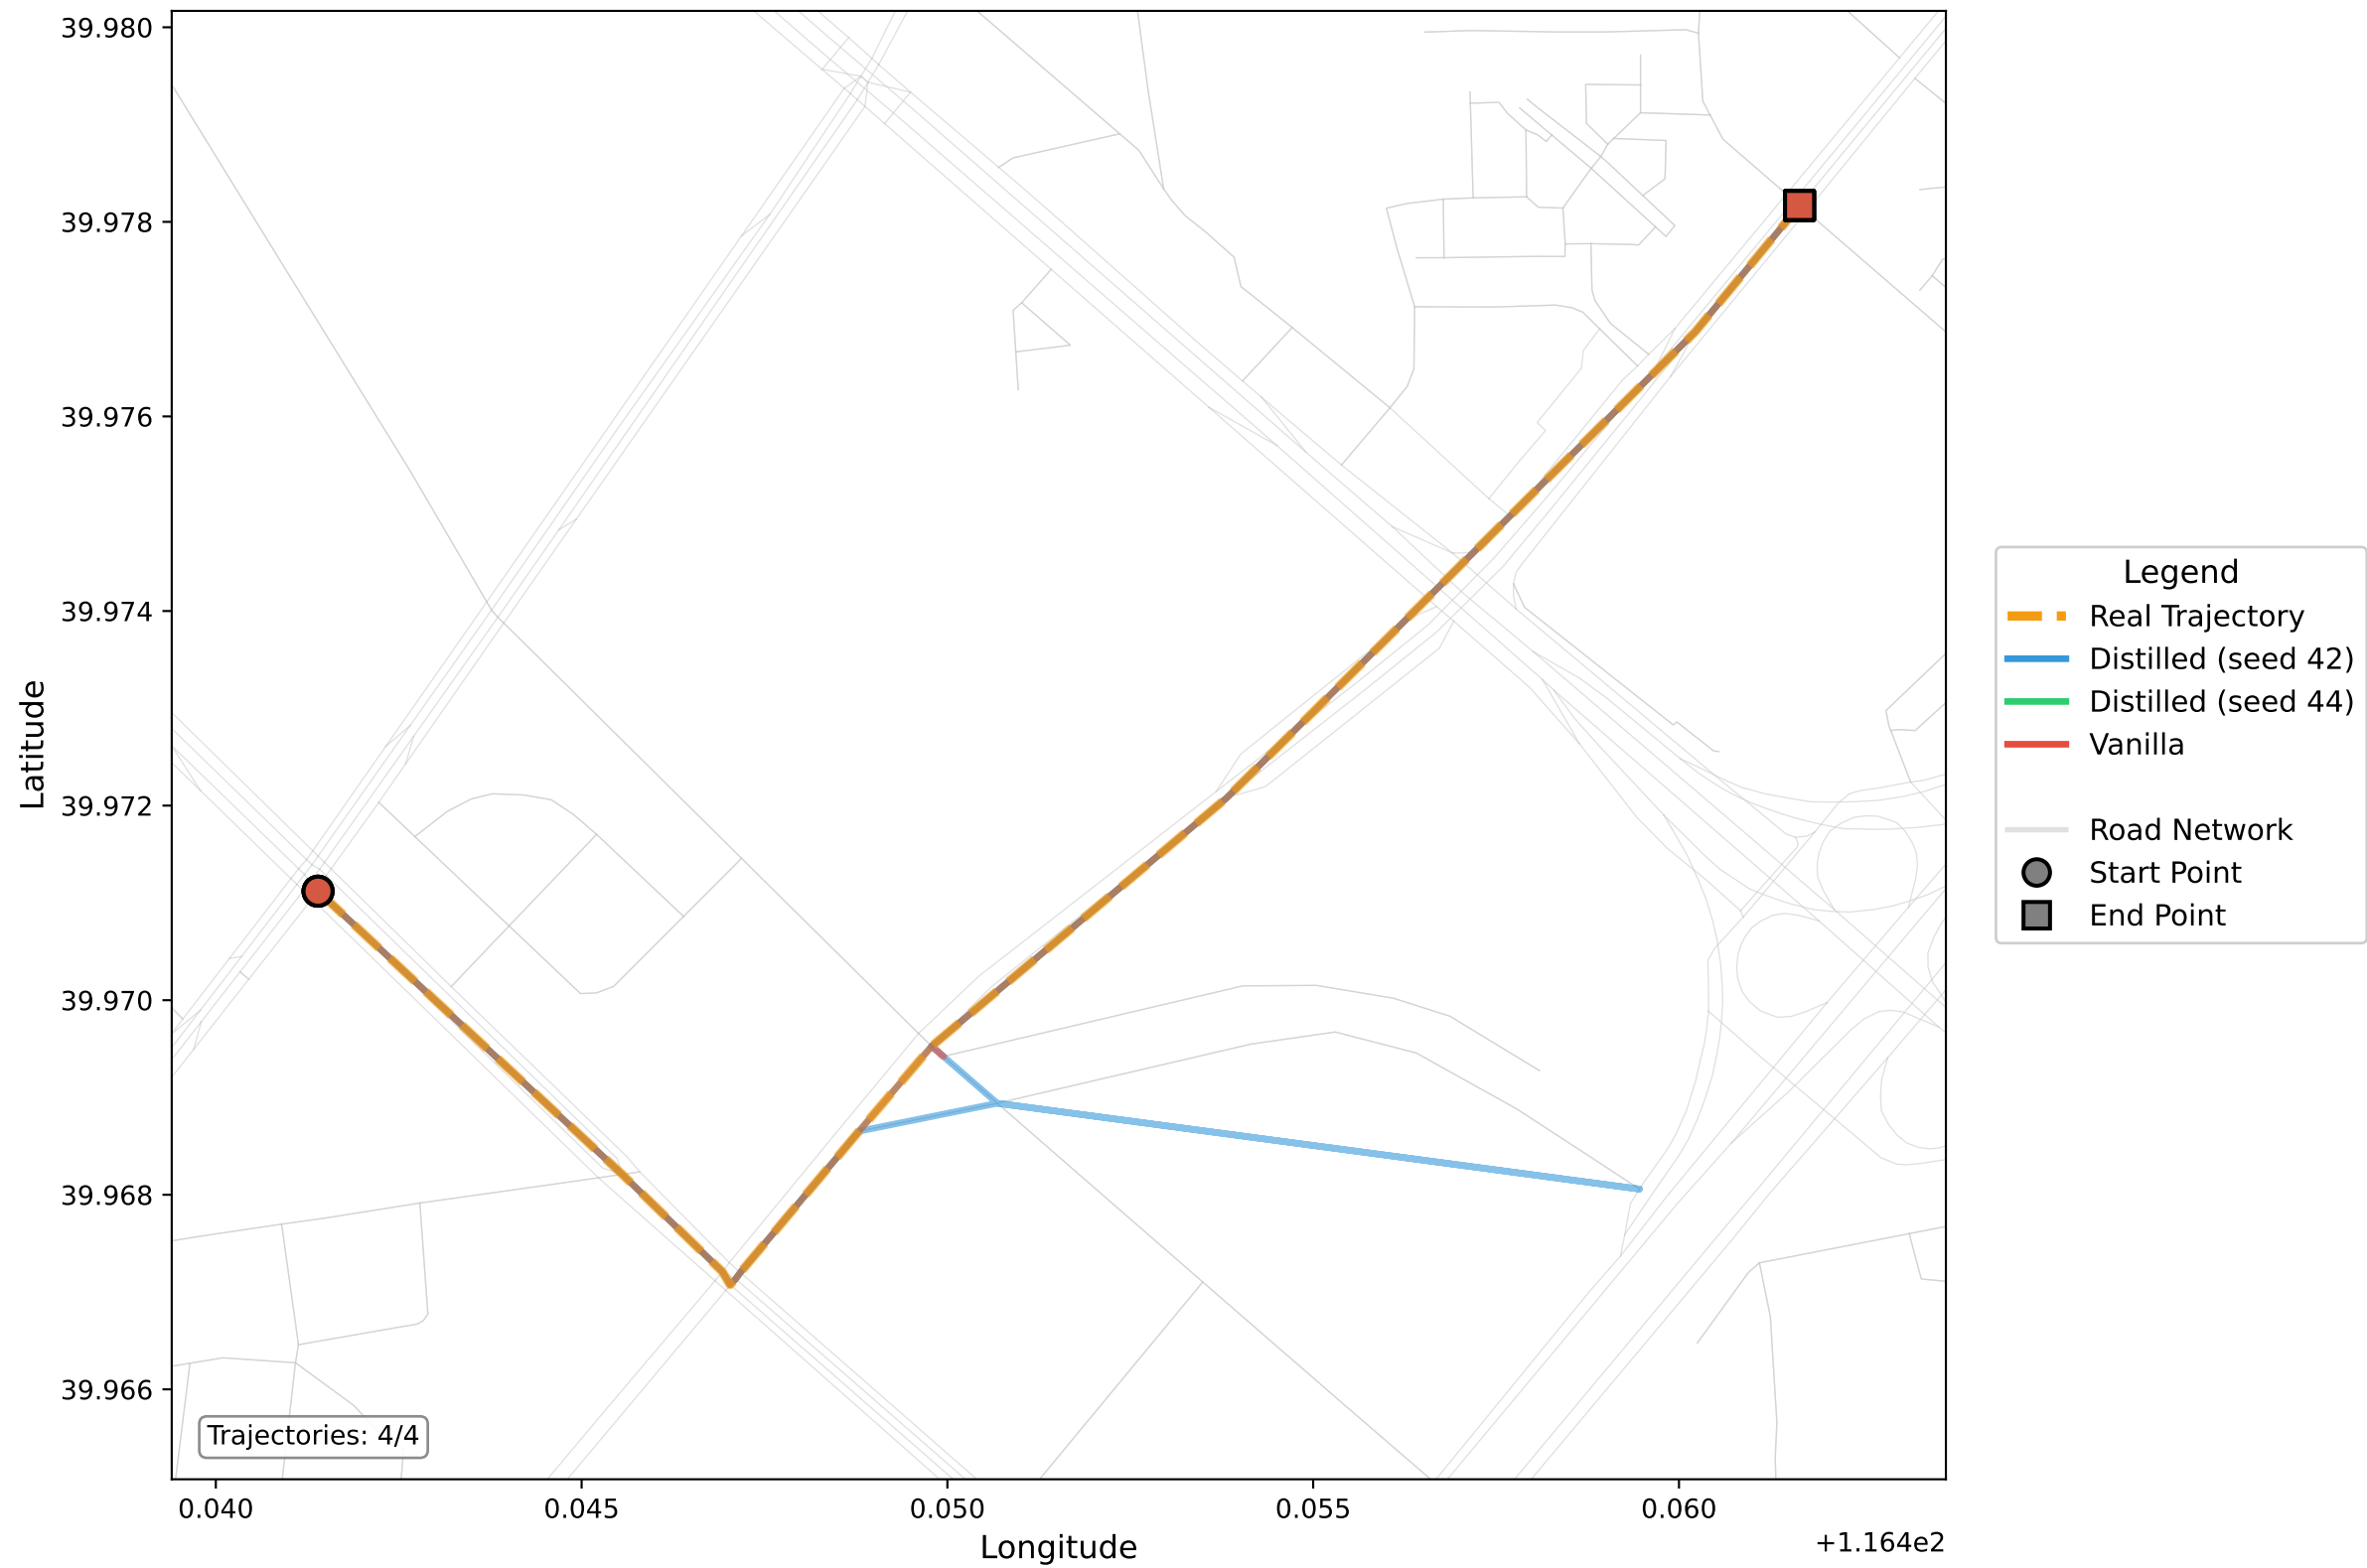 39.980
39.978
39.976
39.974
39.972
39.970
39.968
39.966
Latitude
0.040
0.045
0.050
0.055
0.060
+1.164e2
Longitude
Trajectories: 4/4
Legend
Real Trajectory
Distilled (seed 42)
Distilled (seed 44)
Vanilla
Road Network
Start Point
End Point